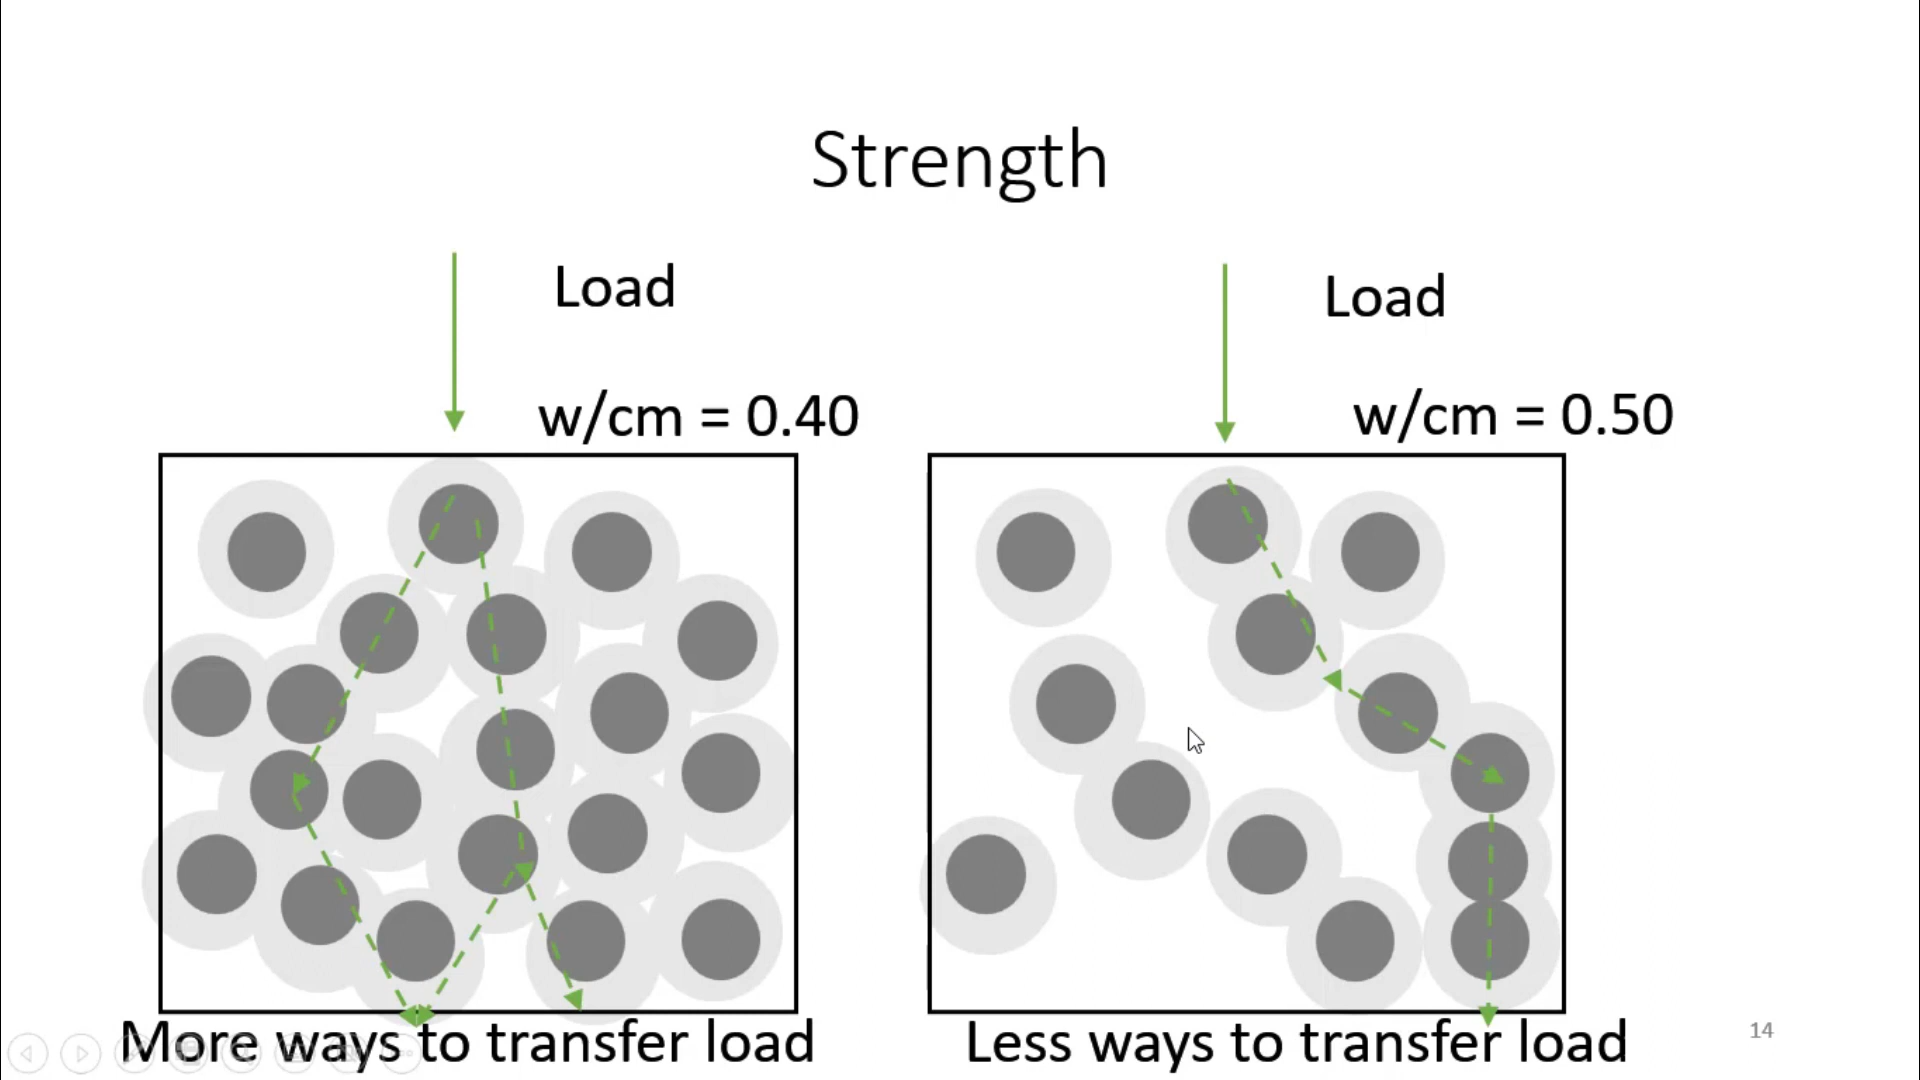 Strength
Load
Load
w/cm = 0.40
w/cm = 0.50
More ways to transfer load
Less ways to transfer load
14